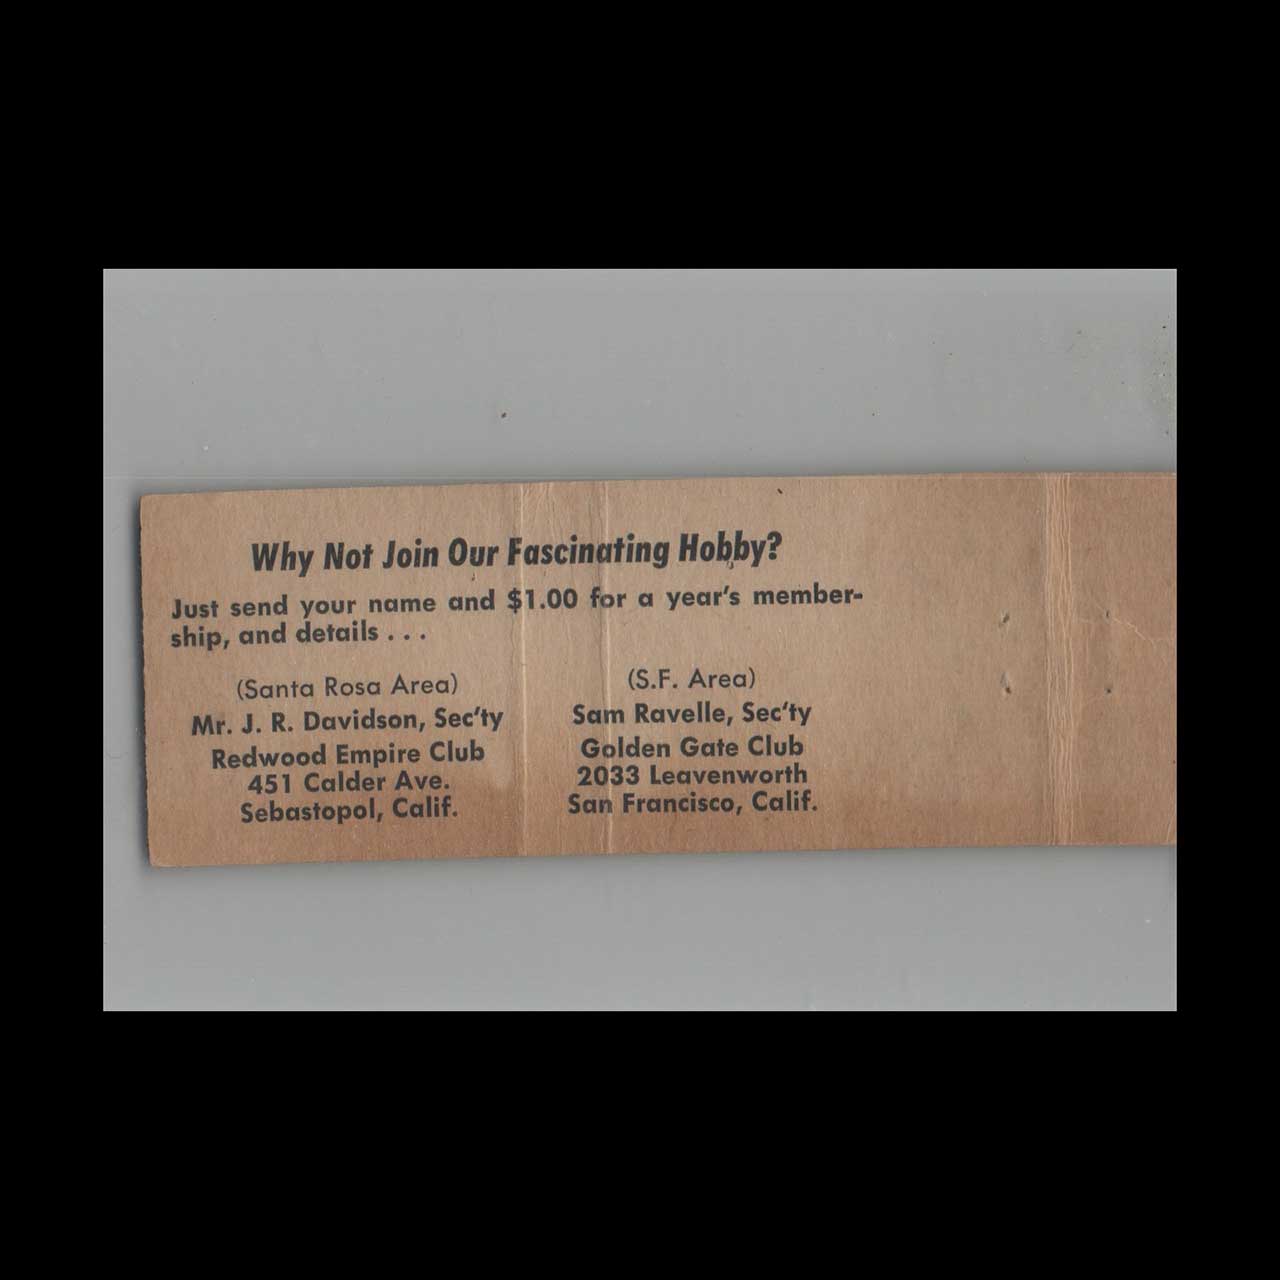 Why Not Join Our Fascinating Hobby?
Just send your name and $1.00 for a year's member-
ship, and details . . .
(Santa Rosa Area)
Mr. J. R. Davidson, Sec'ty
Redwood Empire Club
451 Calder Ave.
Sebastopol, Calif.
(S.F. Area)
Sam Ravelle, Sec'ty
Golden Gate Club
2033 Leavenworth
San Francisco, Calif.